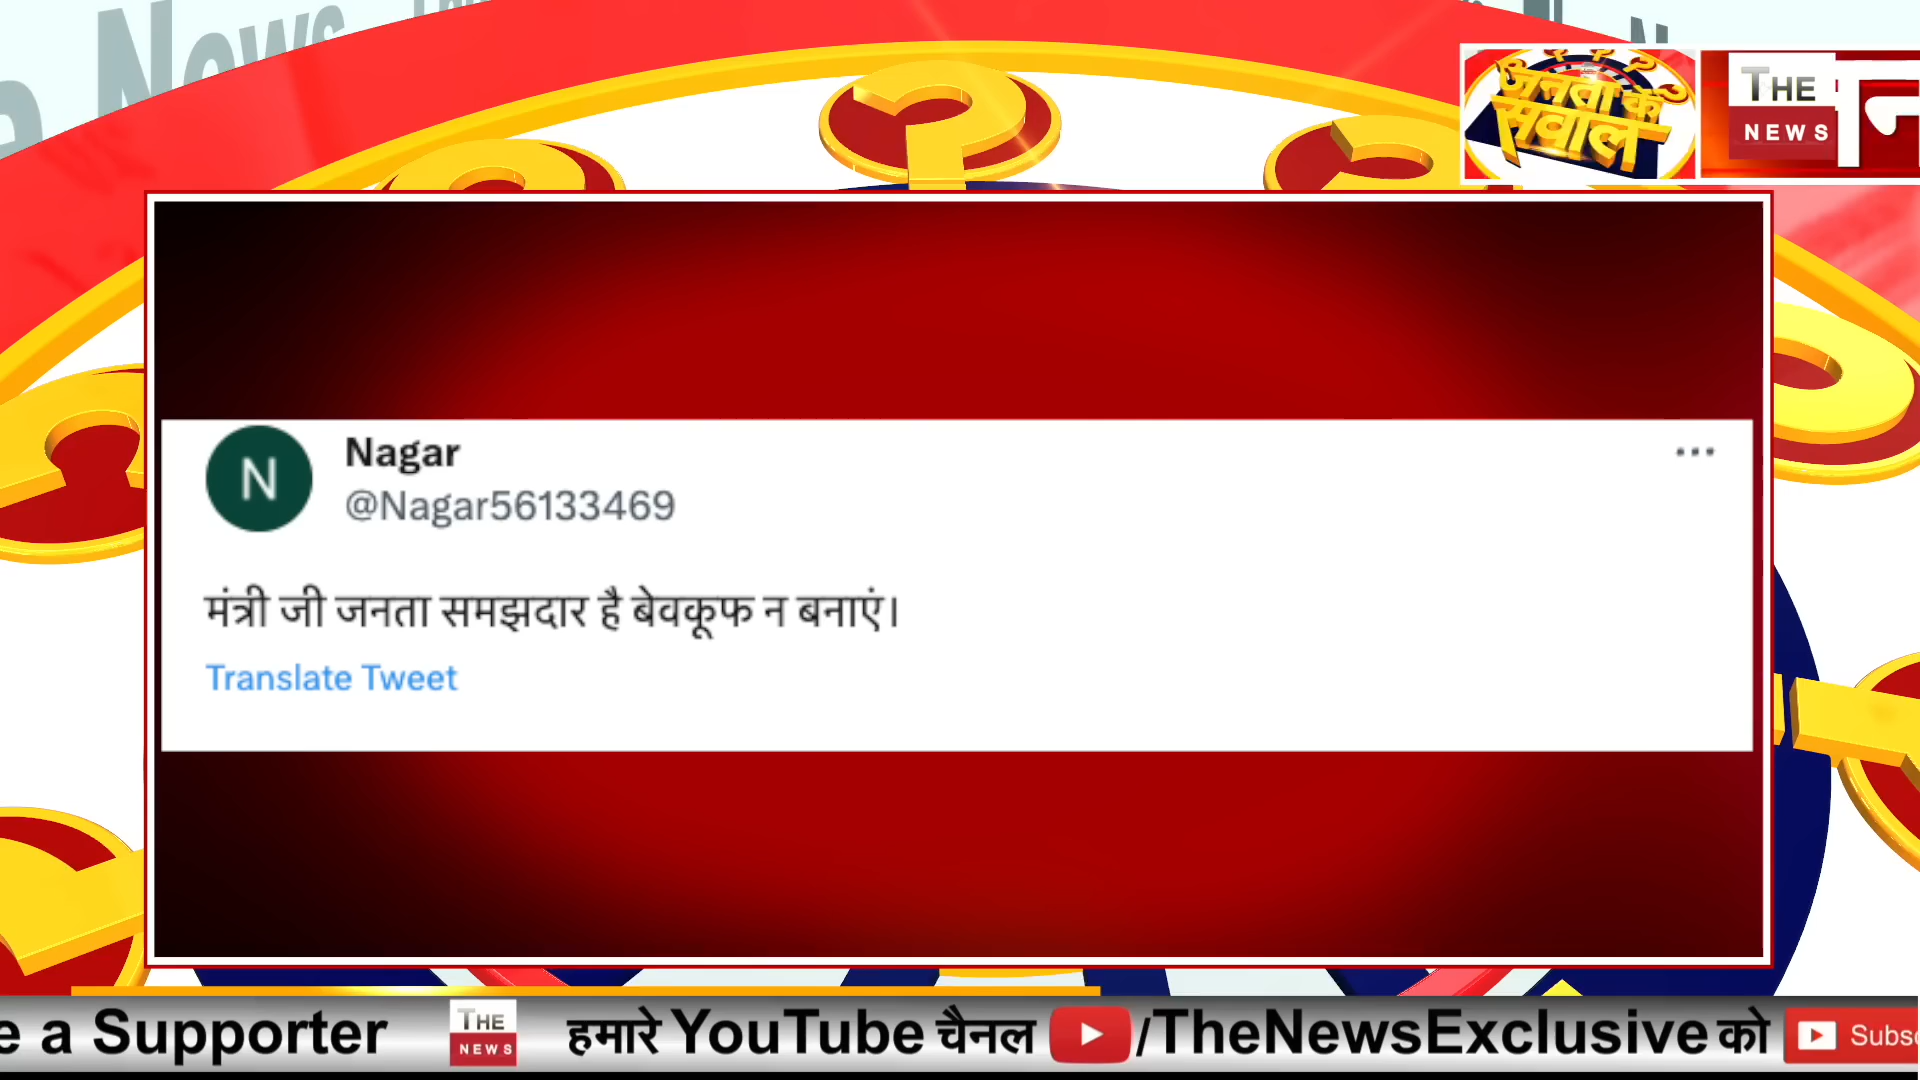 News
जनता के
सवाल
THE
NEWS
Nagar
@Nagar56133469
मंत्री जी जनता समझदार है बेवकूफ न बनाएं।
Translate Tweet
e a Supporter THE NEWS हमारे YouTube चैनल /TheNewsExclusive को